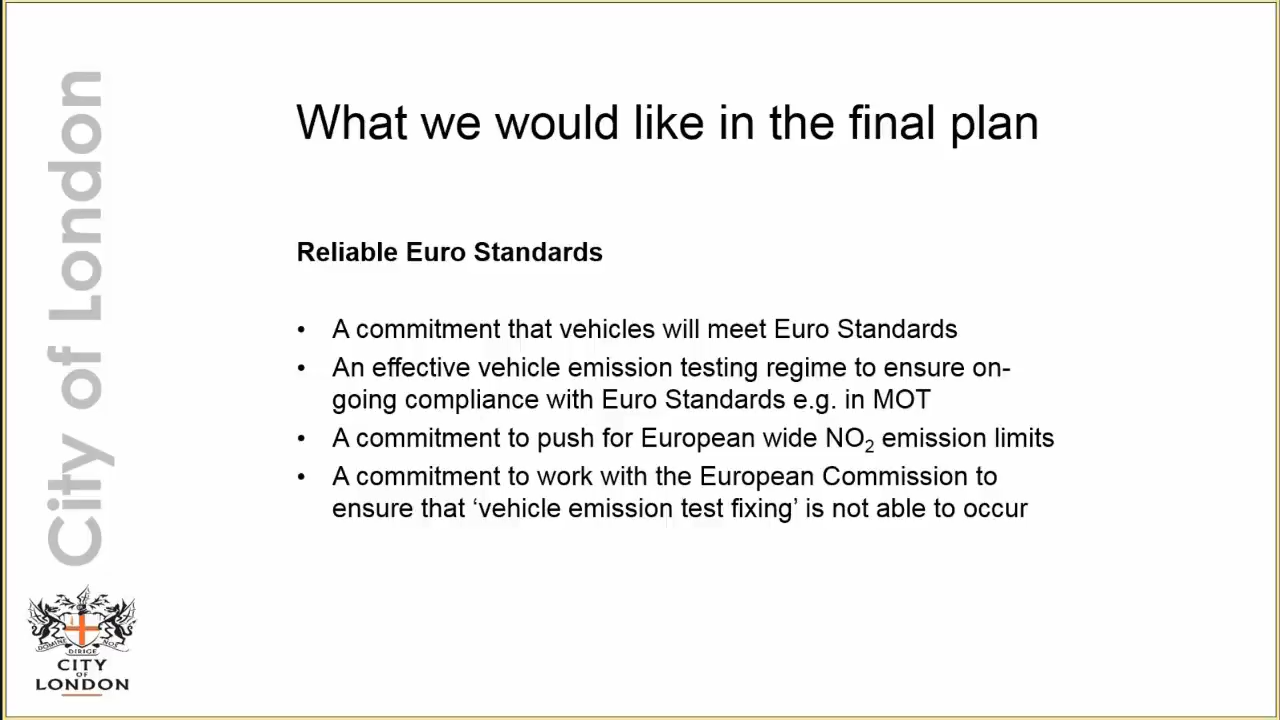 City of London
What we would like in the final plan
Reliable Euro Standards
• A commitment that vehicles will meet Euro Standards
• An effective vehicle emission testing regime to ensure on-
going compliance with Euro Standards e.g. in MOT
• A commitment to push for European wide NO₂ emission limits
• A commitment to work with the European Commission to
ensure that ‘vehicle emission test fixing’ is not able to occur
DOMINE DIRIGE NOS
CITY
OF
LONDON